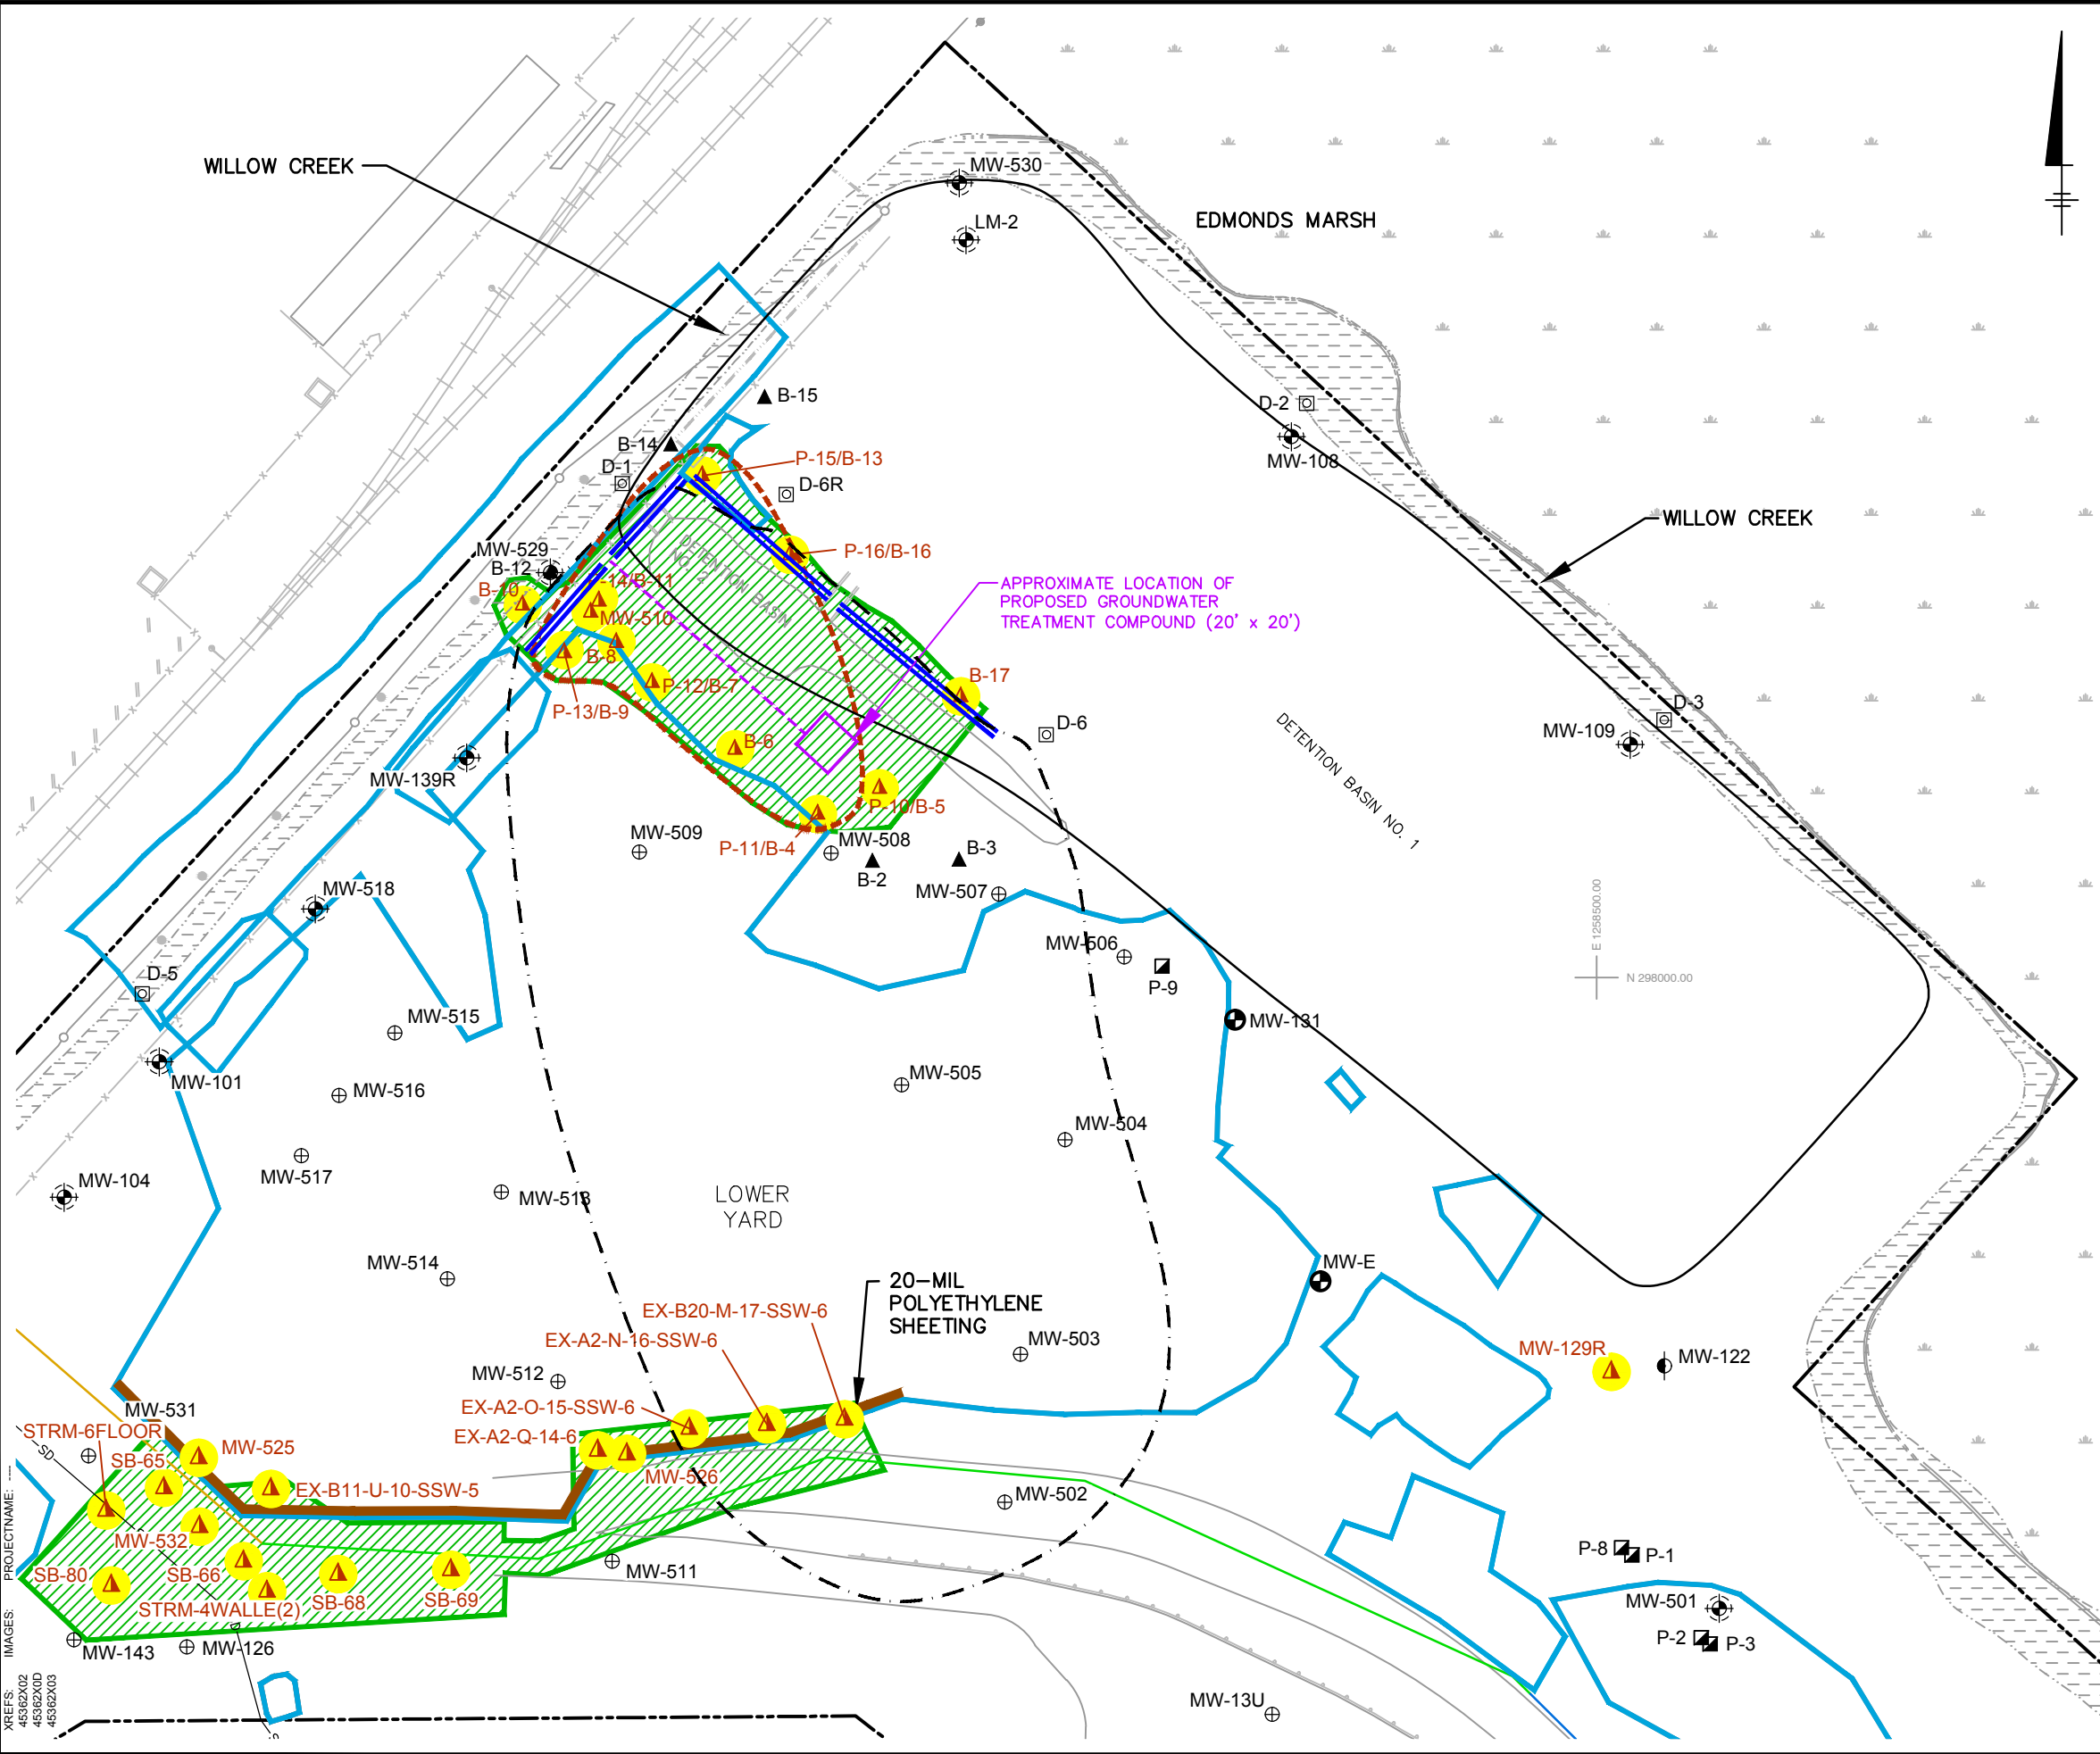 WILLOW CREEK
MW-530
LM-2
EDMONDS MARSH
B-15
D-2
MW-108
B-14
D-1
P-15/B-13
D-6R
WILLOW CREEK
MW-529
B-12
B-10
P-16/B-16
DETENTION BASIN
NO. 2
-14/B-11
MW-510
APPROXIMATE LOCATION OF
PROPOSED GROUNDWATER
TREATMENT COMPOUND (20' x 20')
B-8
P-12/B-7
P-13/B-9
B-17
D-3
MW-109
D-6
DETENTION BASIN NO. 1
B-6
MW-139R
P-10/B-5
P-11/B-4
MW-509
MW-508
B-3
B-2
MW-507
MW-518
MW-506
P-9
E 1258500.00
N 298000.00
D-5
MW-515
MW-131
MW-101
MW-516
MW-505
MW-504
MW-517
MW-104
MW-513
LOWER
YARD
MW-514
MW-E
20-MIL
POLYETHYLENE
SHEETING
EX-B20-M-17-SSW-6
EX-A2-N-16-SSW-6
MW-503
MW-129R
MW-122
MW-512
EX-A2-O-15-SSW-6
MW-531
STRM-6FLOOR
SB-65
MW-525
EX-A2-Q-14-6
MW-526
SD
EX-B11-U-10-SSW-5
MW-502
MW-532
SB-80
SB-66
STRM-4WALLE(2)
SB-68
SB-69
MW-511
P-8
P-1
MW-501
P-2
P-3
MW-143
MW-126
MW-13U
XREFS:
45362X02
45362X0D
45362X03
IMAGES:
PROJECTNAME: ----